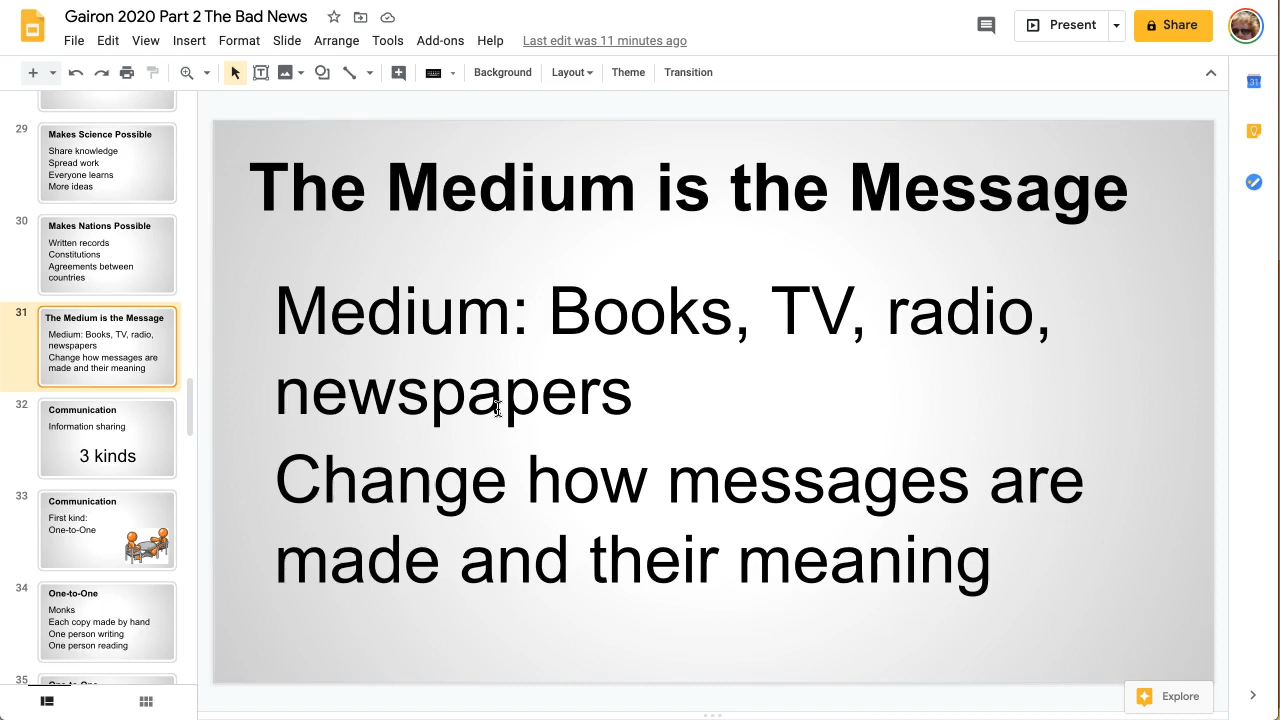 Gairon 2020 Part 2 The Bad News
File Edit View Insert Format Slide Arrange Tools Add-ons Help Last edit was 11 minutes ago
Present
Share
Background Layout Theme Transition
29
Makes Science Possible
Share knowledge
Spread work
Everyone learns
More ideas
30
Makes Nations Possible
Written records
Constitutions
Agreements between
countries
31
The Medium is the Message
Medium: Books, TV, radio,
newspapers
Change how messages are
made and their meaning
32
Communication
Information sharing
3 kinds
33
Communication
First kind:
One-to-One
34
One-to-One
Monks
Each copy made by hand
One person writing
One person reading
35
The Medium is the Message
Medium: Books, TV, radio,
newspapers
Change how messages are
made and their meaning
Explore
31